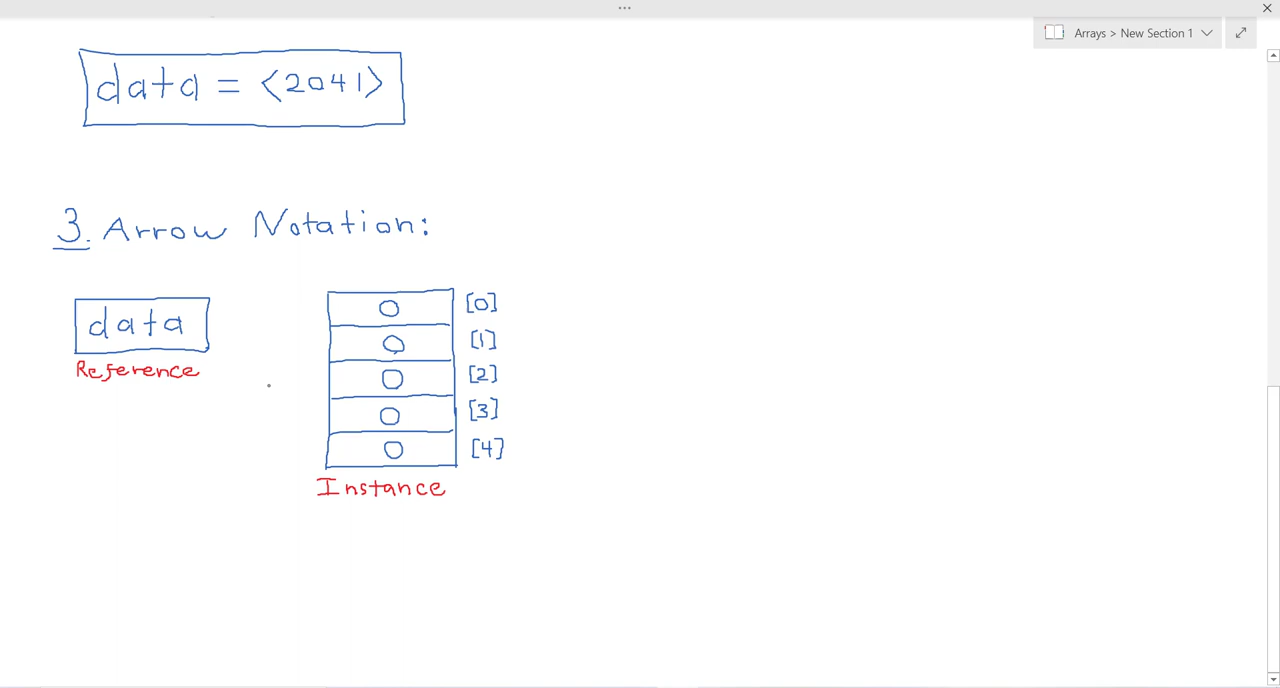 Arrays > New Section 1
data = <2041>
3. Arrow Notation:
data
Reference
0 [0]
0 [1]
0 [2]
0 [3]
0 [4]
Instance